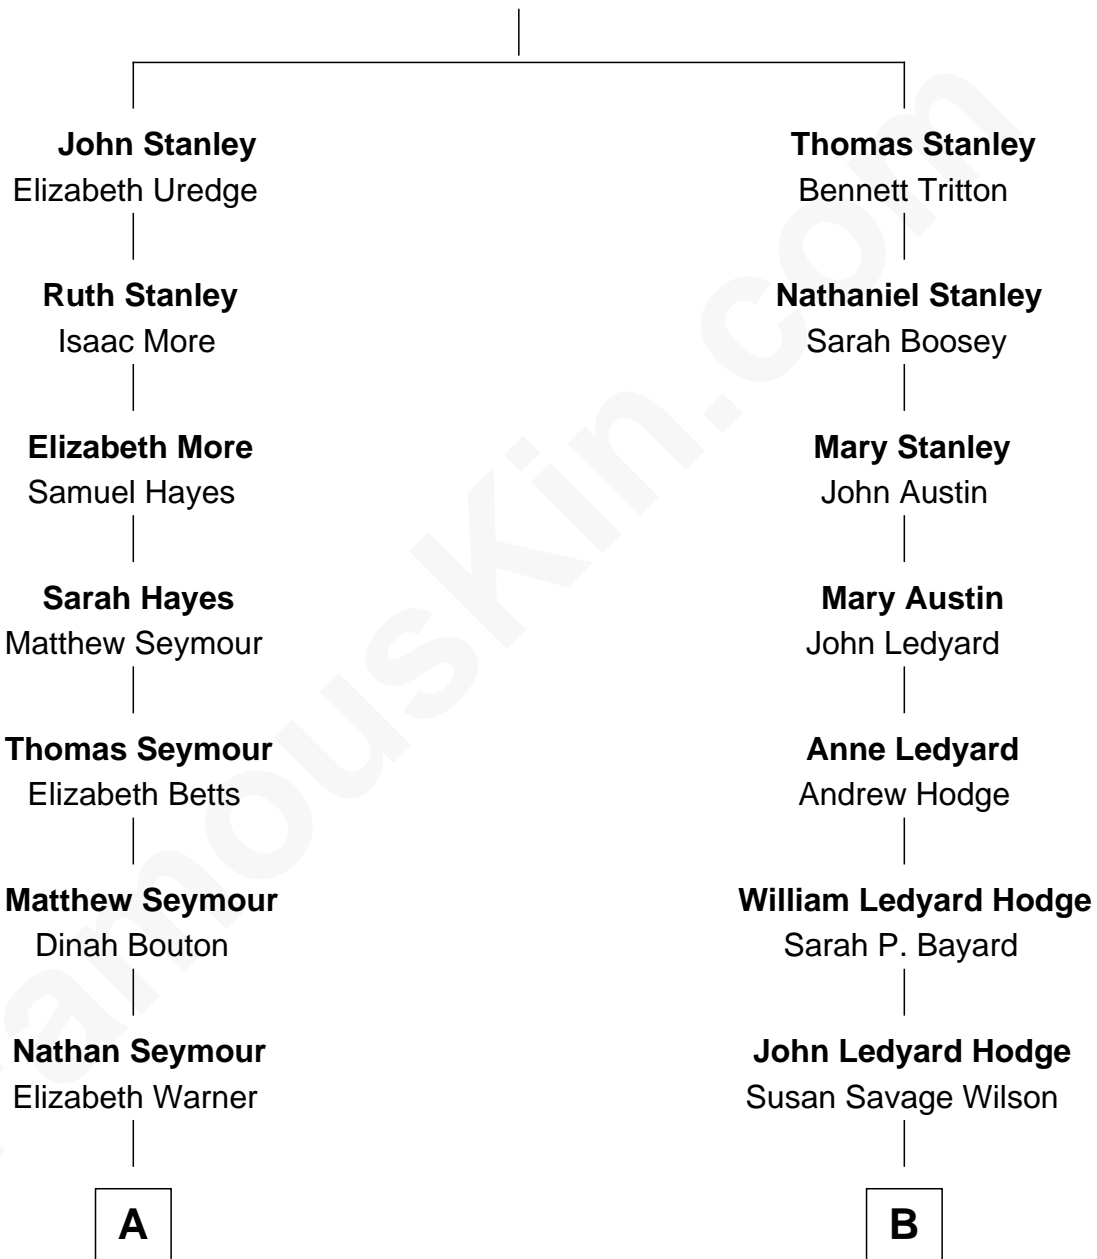 John Stanley
Elizabeth Uredge
Ruth Stanley
Isaac More
Elizabeth More
Samuel Hayes
Sarah Hayes
Matthew Seymour
Thomas Seymour
Elizabeth Betts
Matthew Seymour
Dinah Bouton
Nathan Seymour
Elizabeth Warner
A
Thomas Stanley
Bennett Tritton
Nathaniel Stanley
Sarah Boosey
Mary Stanley
John Austin
Mary Austin
John Ledyard
Anne Ledyard
Andrew Hodge
William Ledyard Hodge
Sarah P. Bayard
John Ledyard Hodge
Susan Savage Wilson
B
FamousKin.com